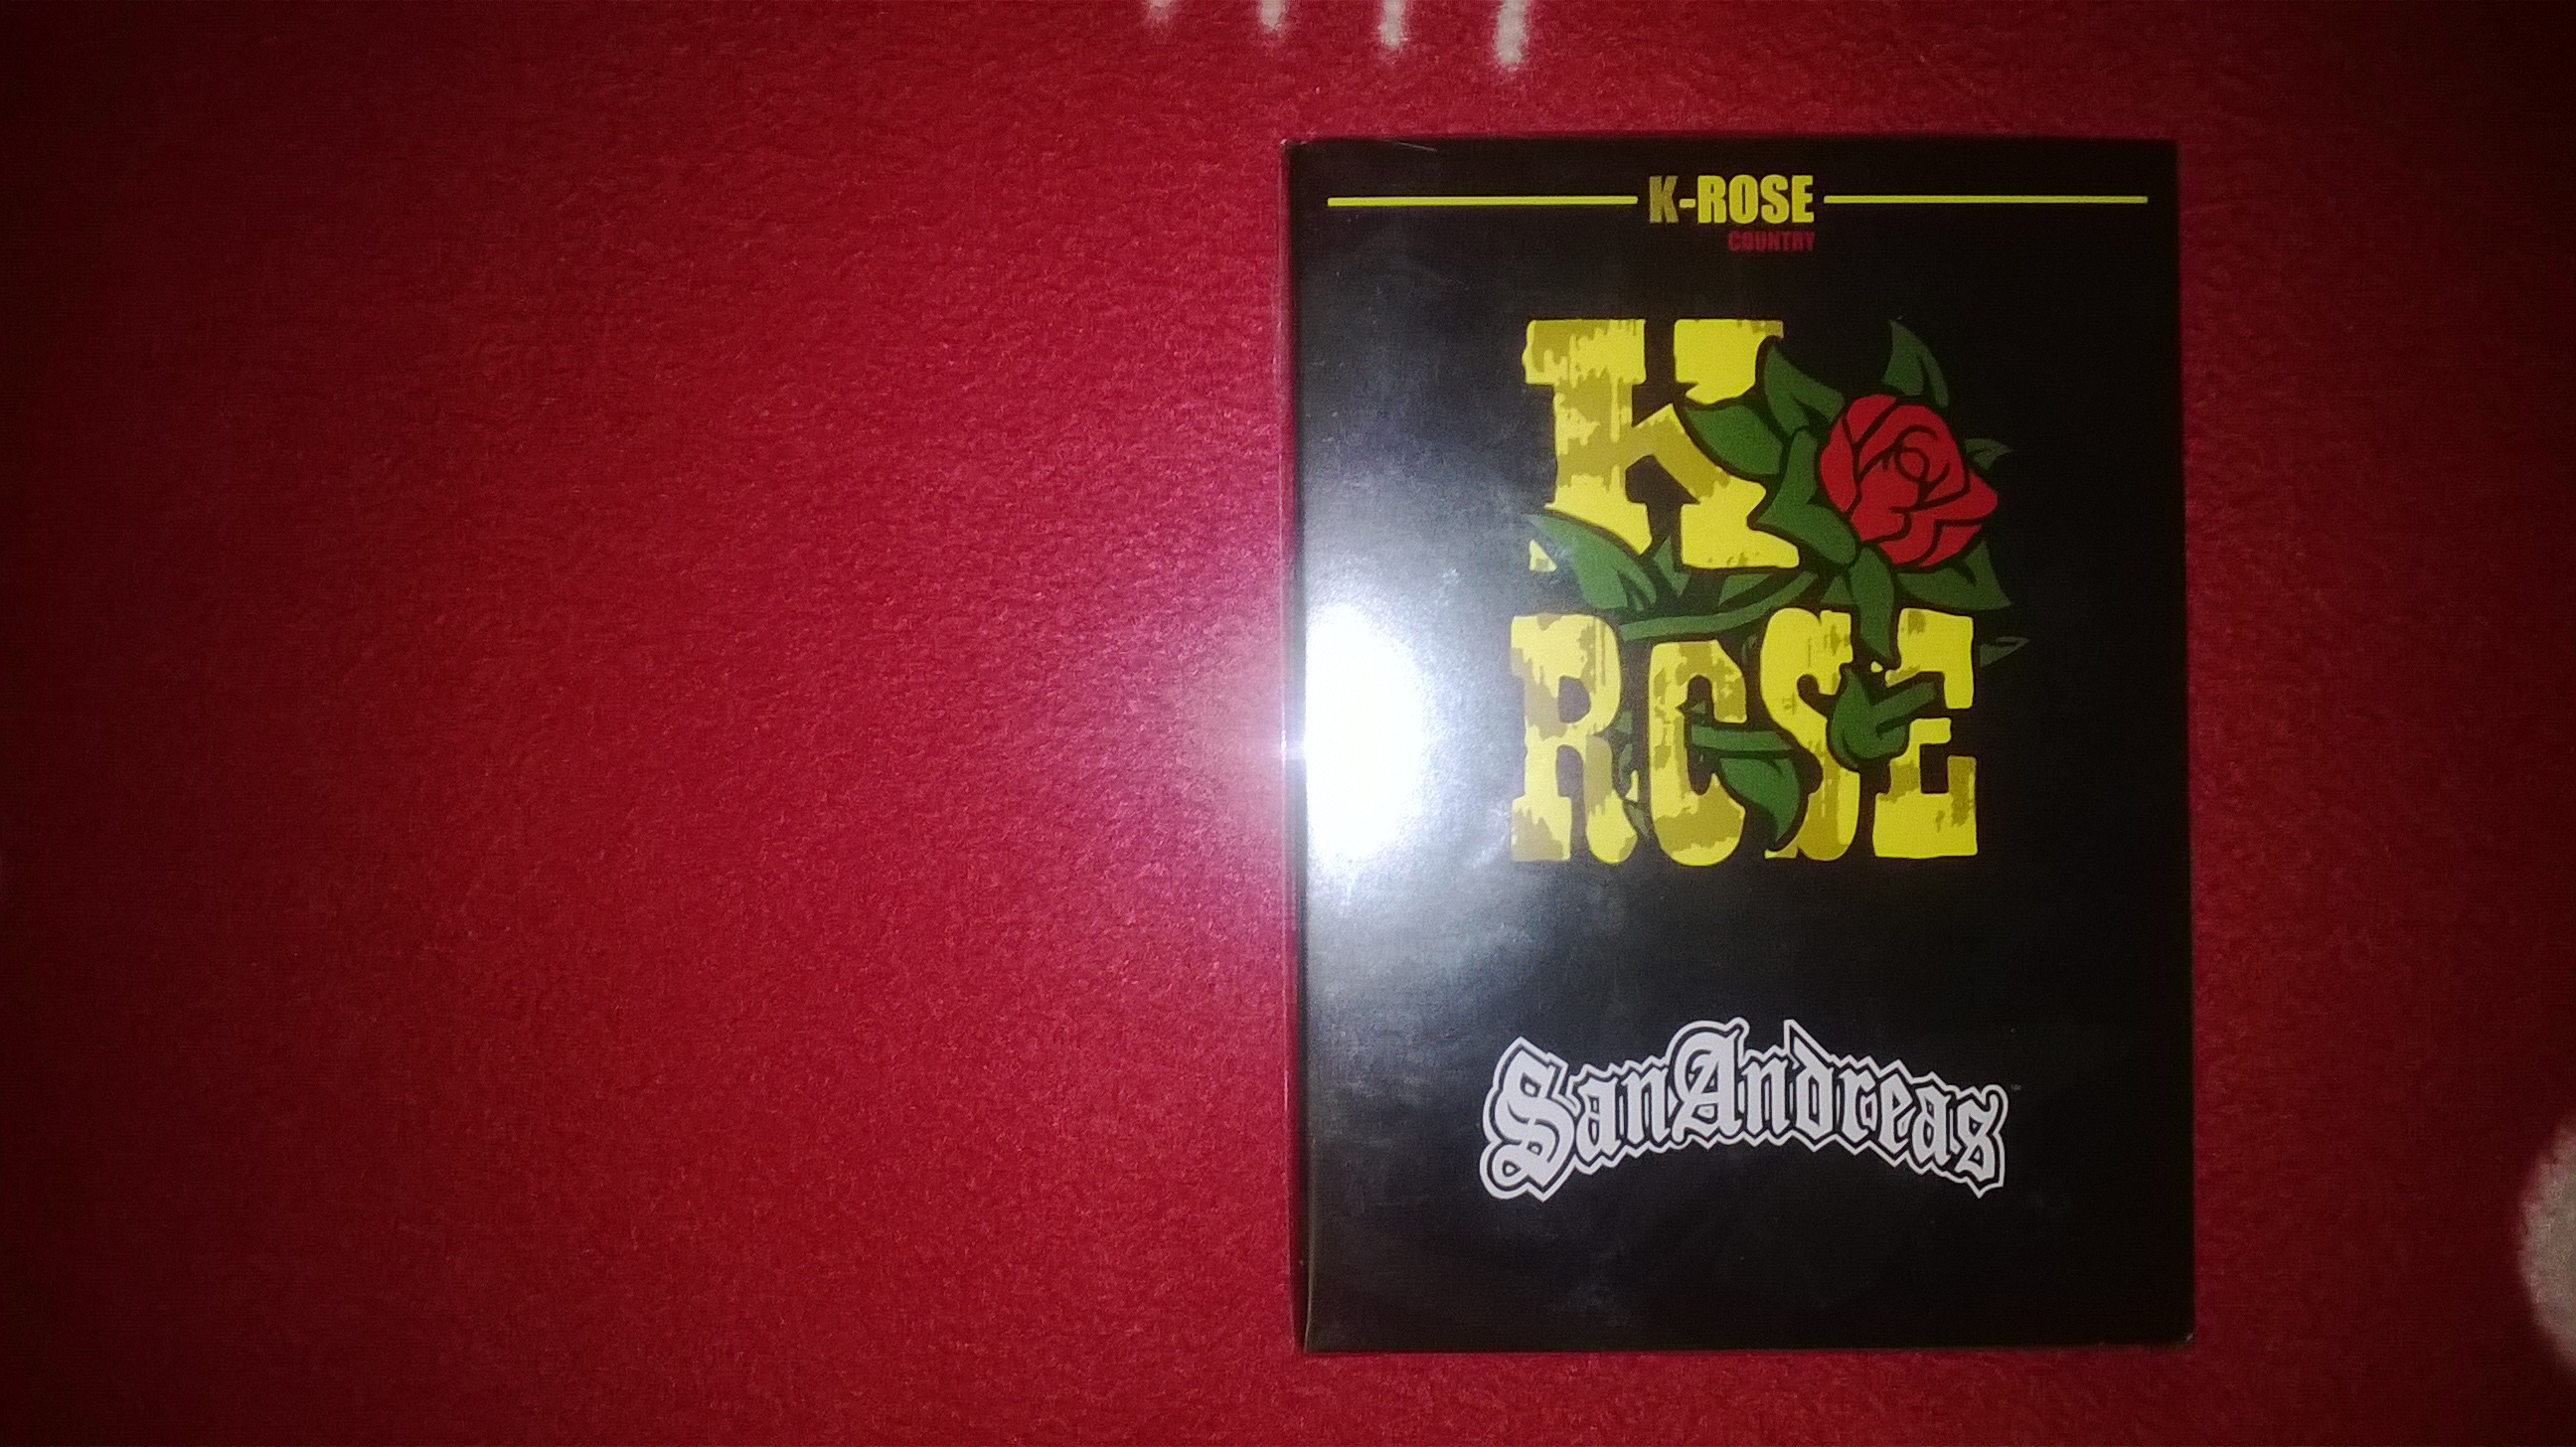 K-ROSE
COUNTRY
K
ROSE
San Andreas